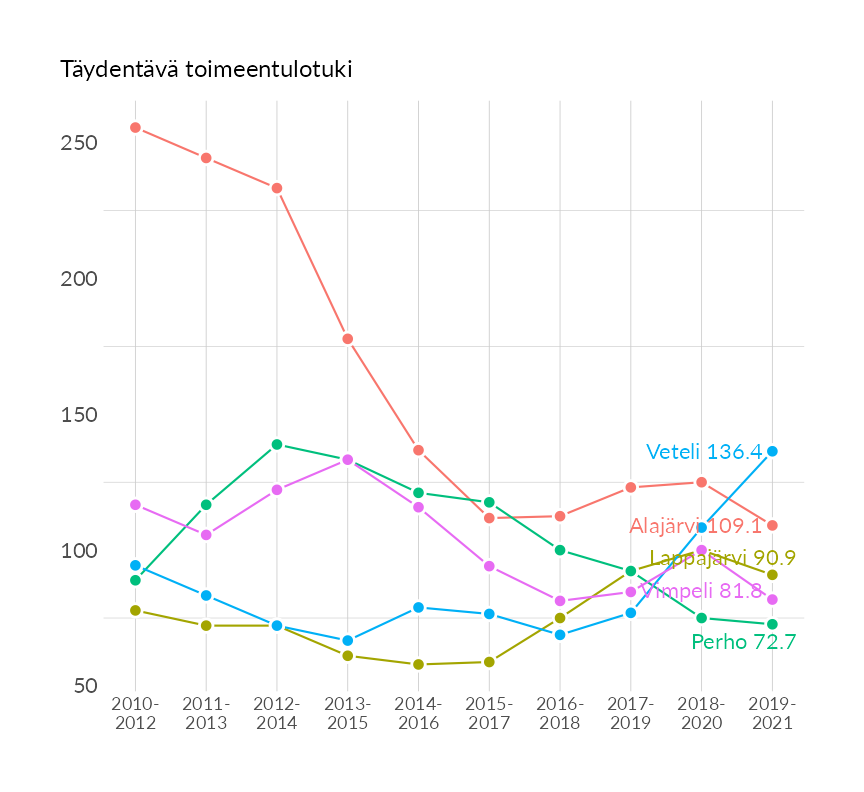 Täydentävä toimeentulotuki
250
200
150
100
50
Veteli 136.4
Alajärvi 109.1
Lappajärvi 90.9
Vimpeli 81.8
Perho 72.7
2010- 2011- 2012- 2013- 2014- 2015- 2016- 2017- 2018- 2019-
2012 2013 2014 2015 2016 2017 2018 2019 2020 2021